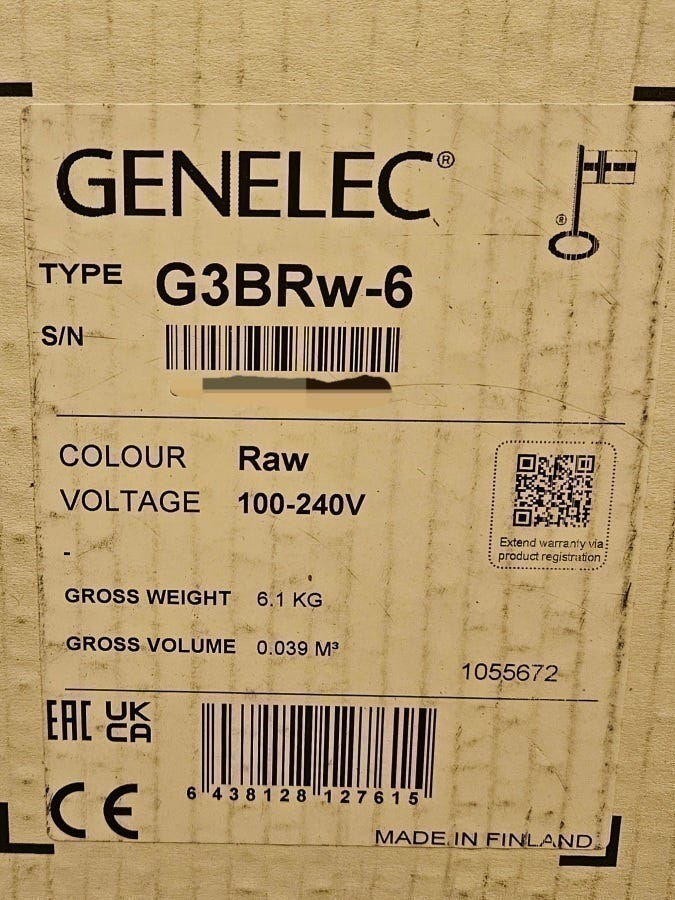 GENELEC®
®
TYPE G3BRw-6
S/N
COLOUR Raw
VOLTAGE 100-240V
-
Extend warranty via
product registration
GROSS WEIGHT 6.1 KG
GROSS VOLUME 0.039 M³
1055672
EAC UK
CA
6 438128 127615
CE
MADE IN FINLAND